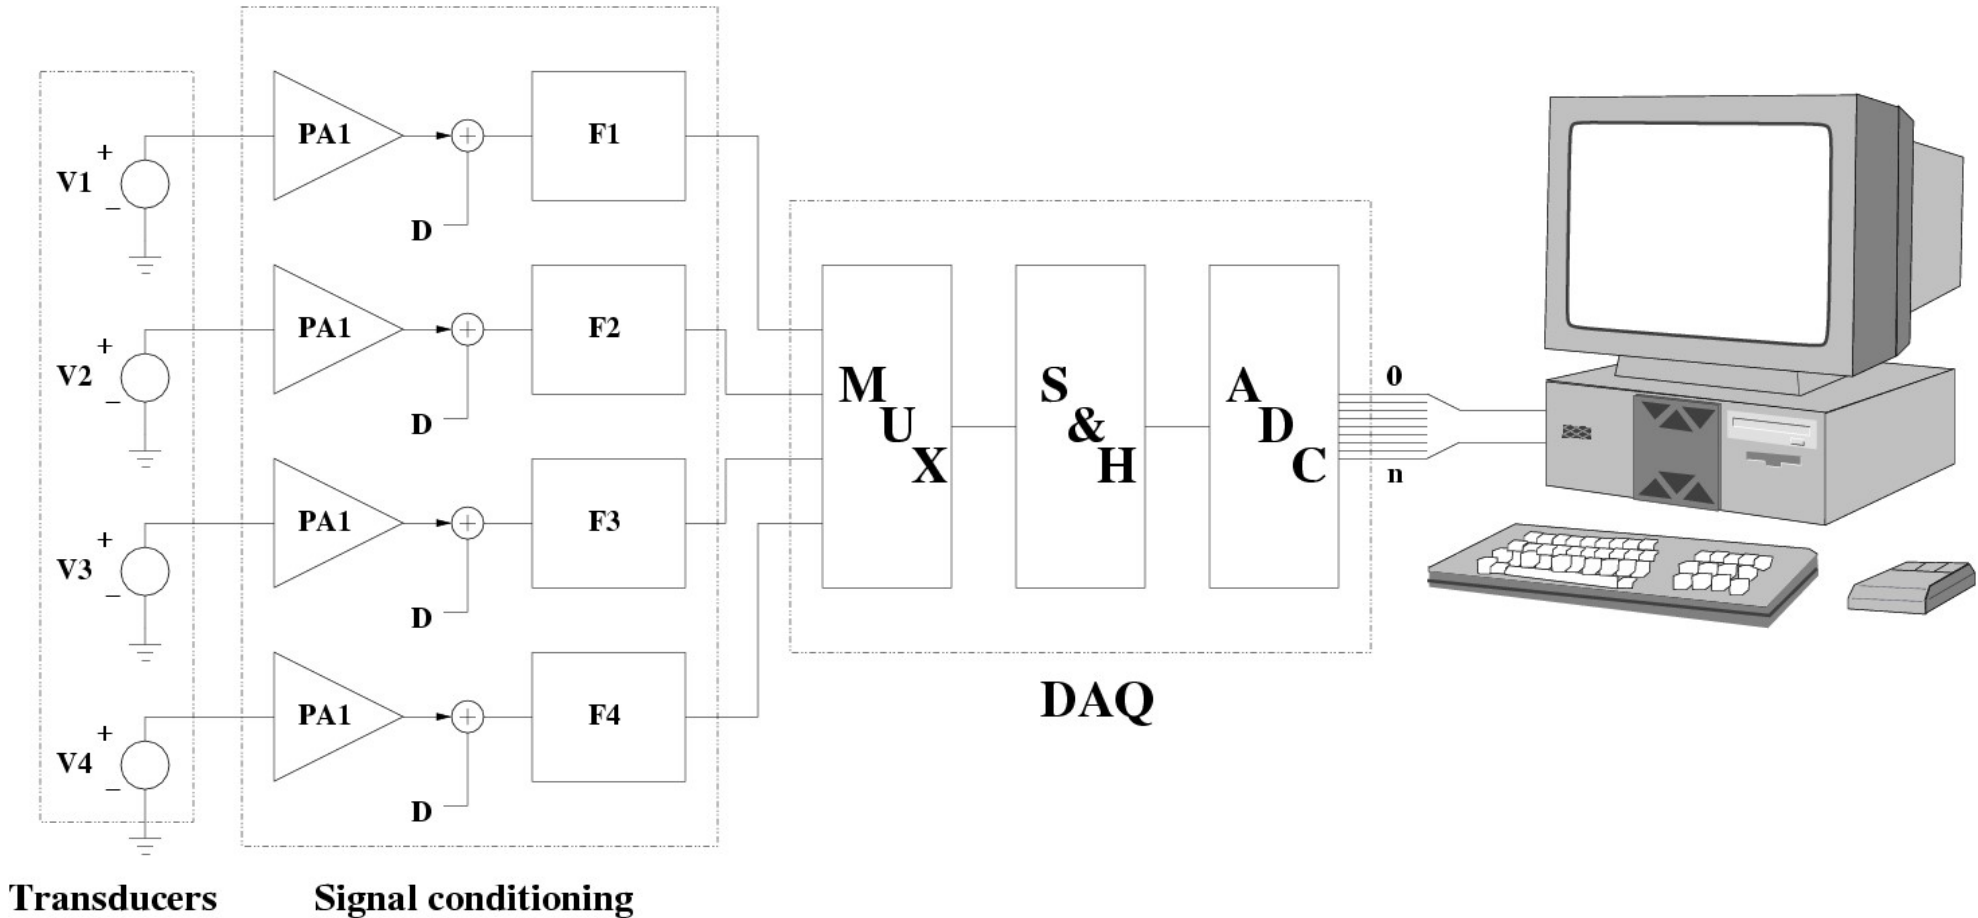 V1
+
−
PA1
D
F1
V2
+
−
PA1
D
F2
V3
+
−
PA1
D
F3
V4
+
−
PA1
D
F4
MUX
S&H
ADC
0
n
DAQ
Transducers
Signal conditioning